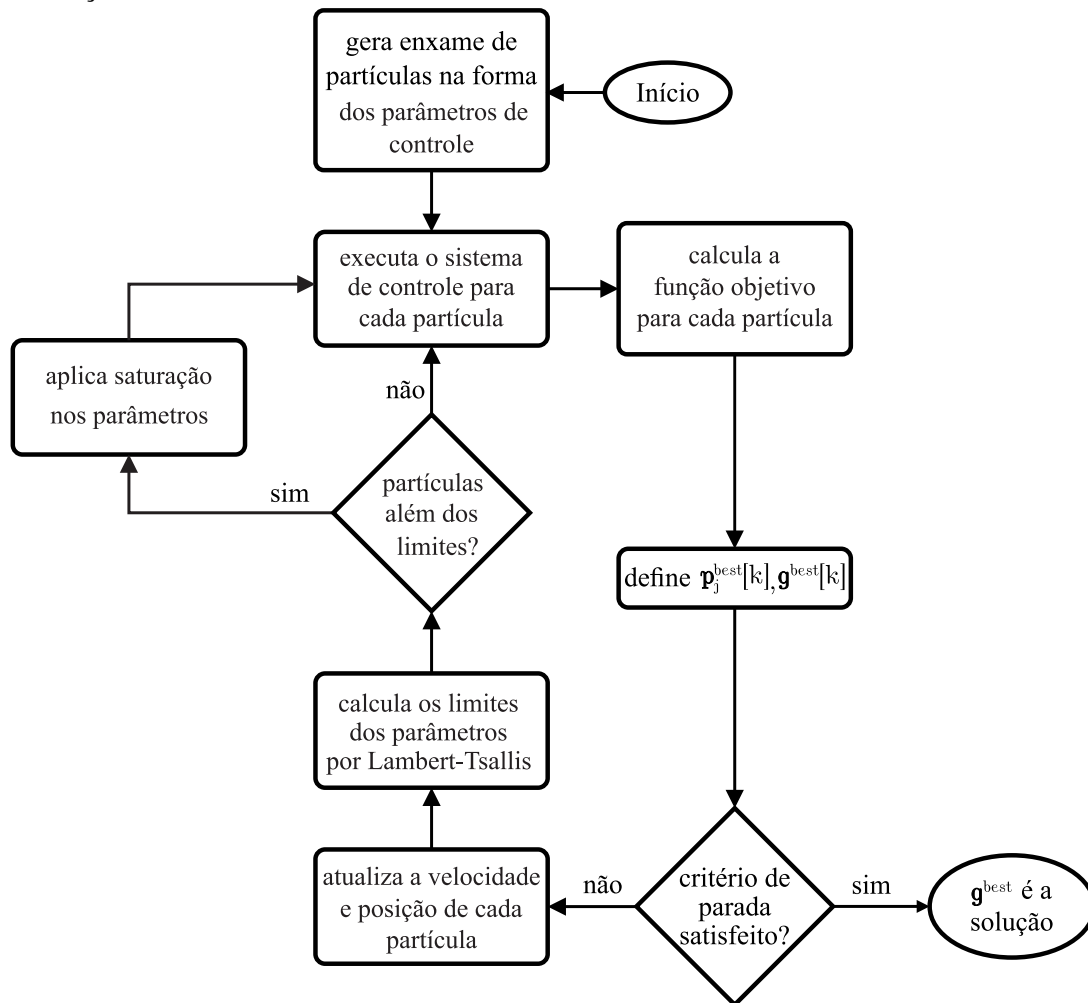 gera enxame de
partículas na forma
dos parâmetros de
controle
Início
executa o sistema
de controle para
cada partícula
calcula a
função objetivo
para cada partícula
aplica saturação
nos parâmetros
não
sim
partículas
além dos
limites?
define 𝖕ⱼᵇᵉˢᵗ[k],𝖌ᵇᵉˢᵗ[k]
calcula os limites
dos parâmetros
por Lambert-Tsallis
atualiza a velocidade
e posição de cada
partícula
não
critério de
parada
satisfeito?
sim
𝖌ᵇᵉˢᵗ é a
solução